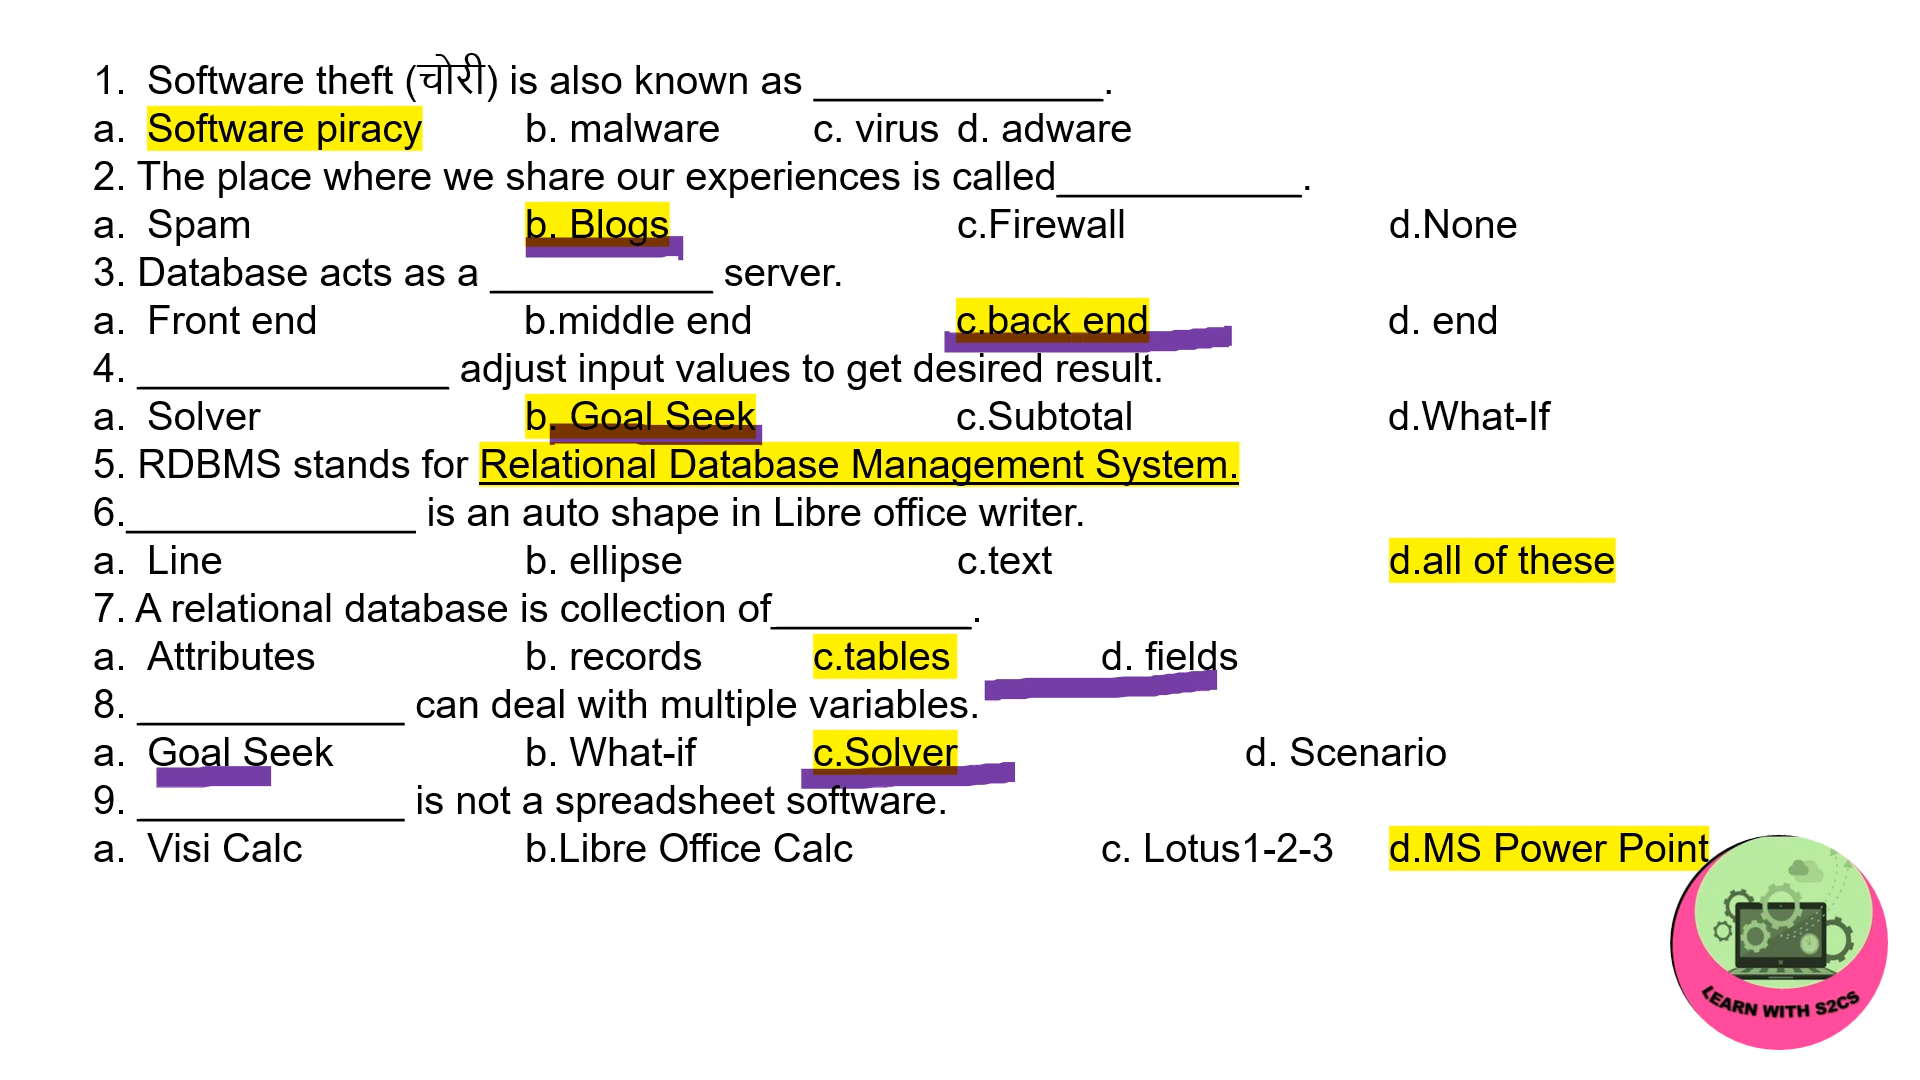 1. Software theft (चोरी) is also known as _____________.
a. Software piracy b. malware c. virus d. adware
2. The place where we share our experiences is called___________.
a. Spam b. Blogs c.Firewall d.None
3. Database acts as a __________ server.
a. Front end b.middle end c.back end d. end
4. ______________ adjust input values to get desired result.
a. Solver b. Goal Seek c.Subtotal d.What-If
5. RDBMS stands for Relational Database Management System.
6._____________ is an auto shape in Libre office writer.
a. Line b. ellipse c.text d.all of these
7. A relational database is collection of_________.
a. Attributes b. records c.tables d. fields
8. ____________ can deal with multiple variables.
a. Goal Seek b. What-if c.Solver d. Scenario
9. ____________ is not a spreadsheet software.
a. Visi Calc b.Libre Office Calc c. Lotus1-2-3 d.MS Power Point
LEARN WITH S2CS